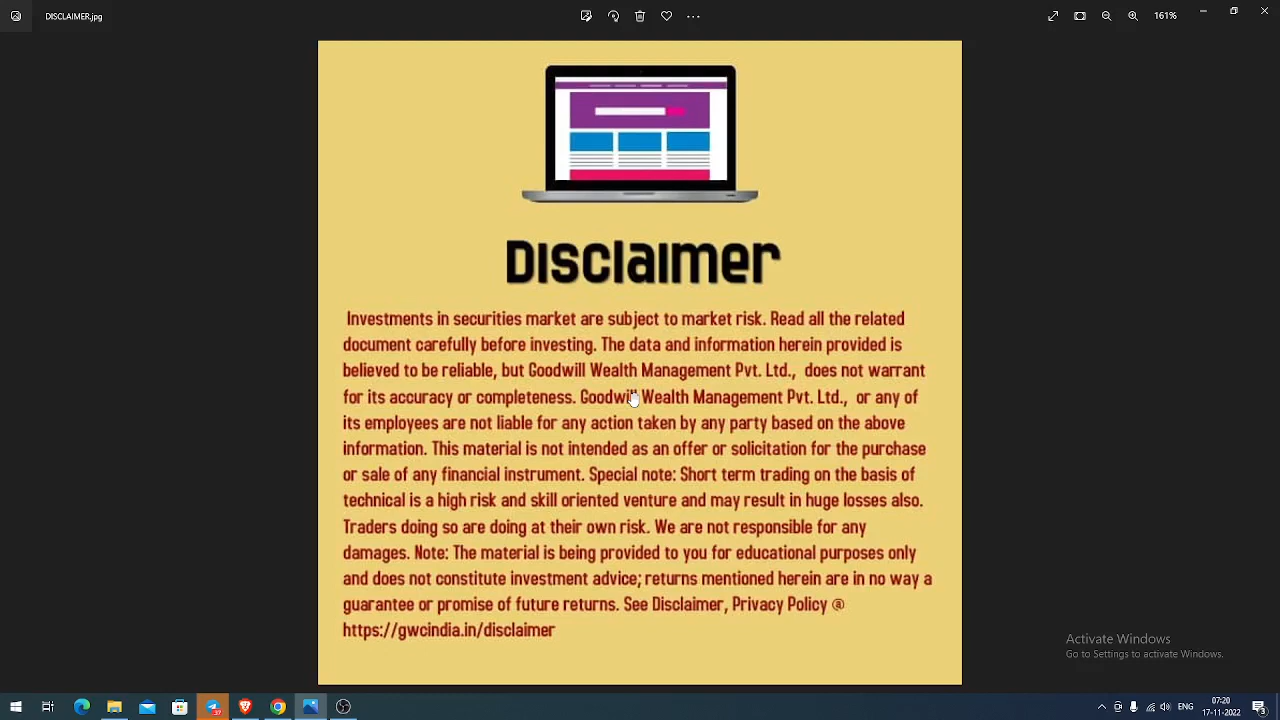 DISCLAIMER.jpg
Disclaimer
Investments in securities market are subject to market risk. Read all the related
document carefully before investing. The data and information herein provided is
believed to be reliable, but Goodwill Wealth Management Pvt. Ltd., does not warrant
for its accuracy or completeness. Goodwill Wealth Management Pvt. Ltd., or any of
its employees are not liable for any action taken by any party based on the above
information. This material is not intended as an offer or solicitation for the purchase
or sale of any financial instrument. Special note: Short term trading on the basis of
technical is a high risk and skill oriented venture and may result in huge losses also.
Traders doing so are doing at their own risk. We are not responsible for any
damages. Note: The material is being provided to you for educational purposes only
and does not constitute investment advice; returns mentioned herein are in no way a
guarantee or promise of future returns. See Disclaimer, Privacy Policy @
https://gwcindia.in/disclaimer
Activate Windows
Go to Settings to activate Windows.
07:20
17-11-2022